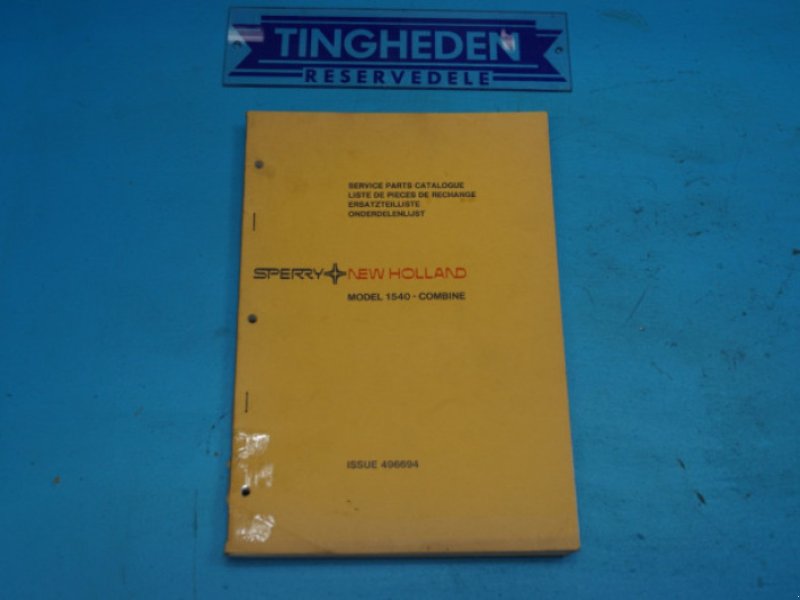 TINGHEDEN
RESERVEDELE
SERVICE PARTS CATALOGUE
LISTE DE PIECES DE RECHANGE
ERSATZTEILLISTE
ONDERDELENLIJST
SPERRY NEW HOLLAND
MODEL 1540 - COMBINE
ISSUE 496694